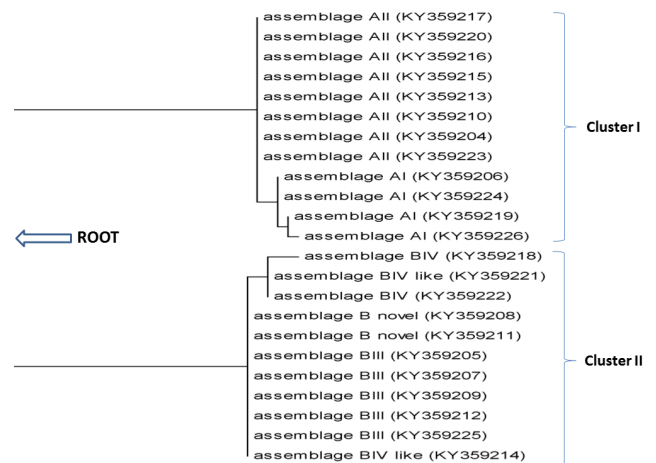 assemblage AII (KY359217)
assemblage AII (KY359220)
assemblage AII (KY359216)
assemblage AII (KY359215)
assemblage AII (KY359213)
assemblage AII (KY359210)
assemblage AII (KY359204)
assemblage AII (KY359223)
assemblage AI (KY359206)
assemblage AI (KY359224)
assemblage AI (KY359219)
assemblage AI (KY359226)
Cluster I
ROOT
assemblage BIV (KY359218)
assemblage BIV like (KY359221)
assemblage BIV (KY359222)
assemblage B novel (KY359208)
assemblage B novel (KY359211)
assemblage BIII (KY359205)
assemblage BIII (KY359207)
assemblage BIII (KY359209)
assemblage BIII (KY359212)
assemblage BIII (KY359225)
assemblage BIV like (KY359214)
Cluster II